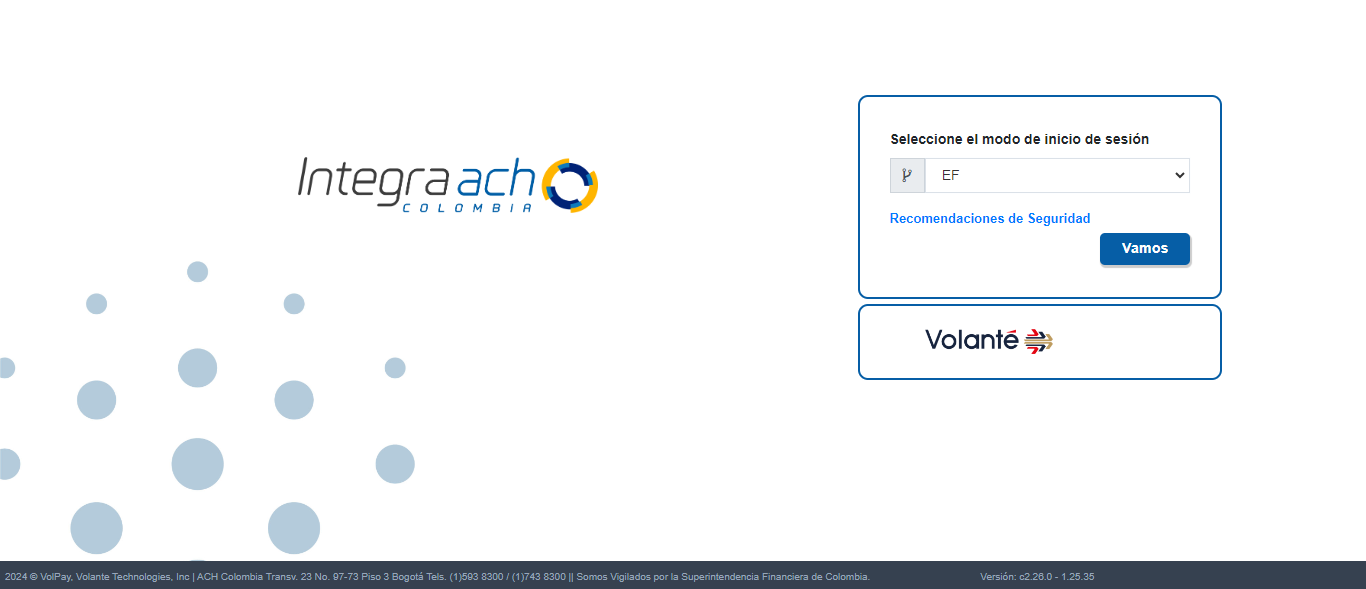 Integra ach
COLOMBIA
Seleccione el modo de inicio de sesión
EF
Recomendaciones de Seguridad
Vamos
Volanté
2024 © VolPay, Volante Technologies, Inc | ACH Colombia Transv. 23 No. 97-73 Piso 3 Bogotá Tels. (1)593 8300 / (1)743 8300 || Somos Vigilados por la Superintendencia Financiera de Colombia. Versión: c2.26.0 - 1.25.35